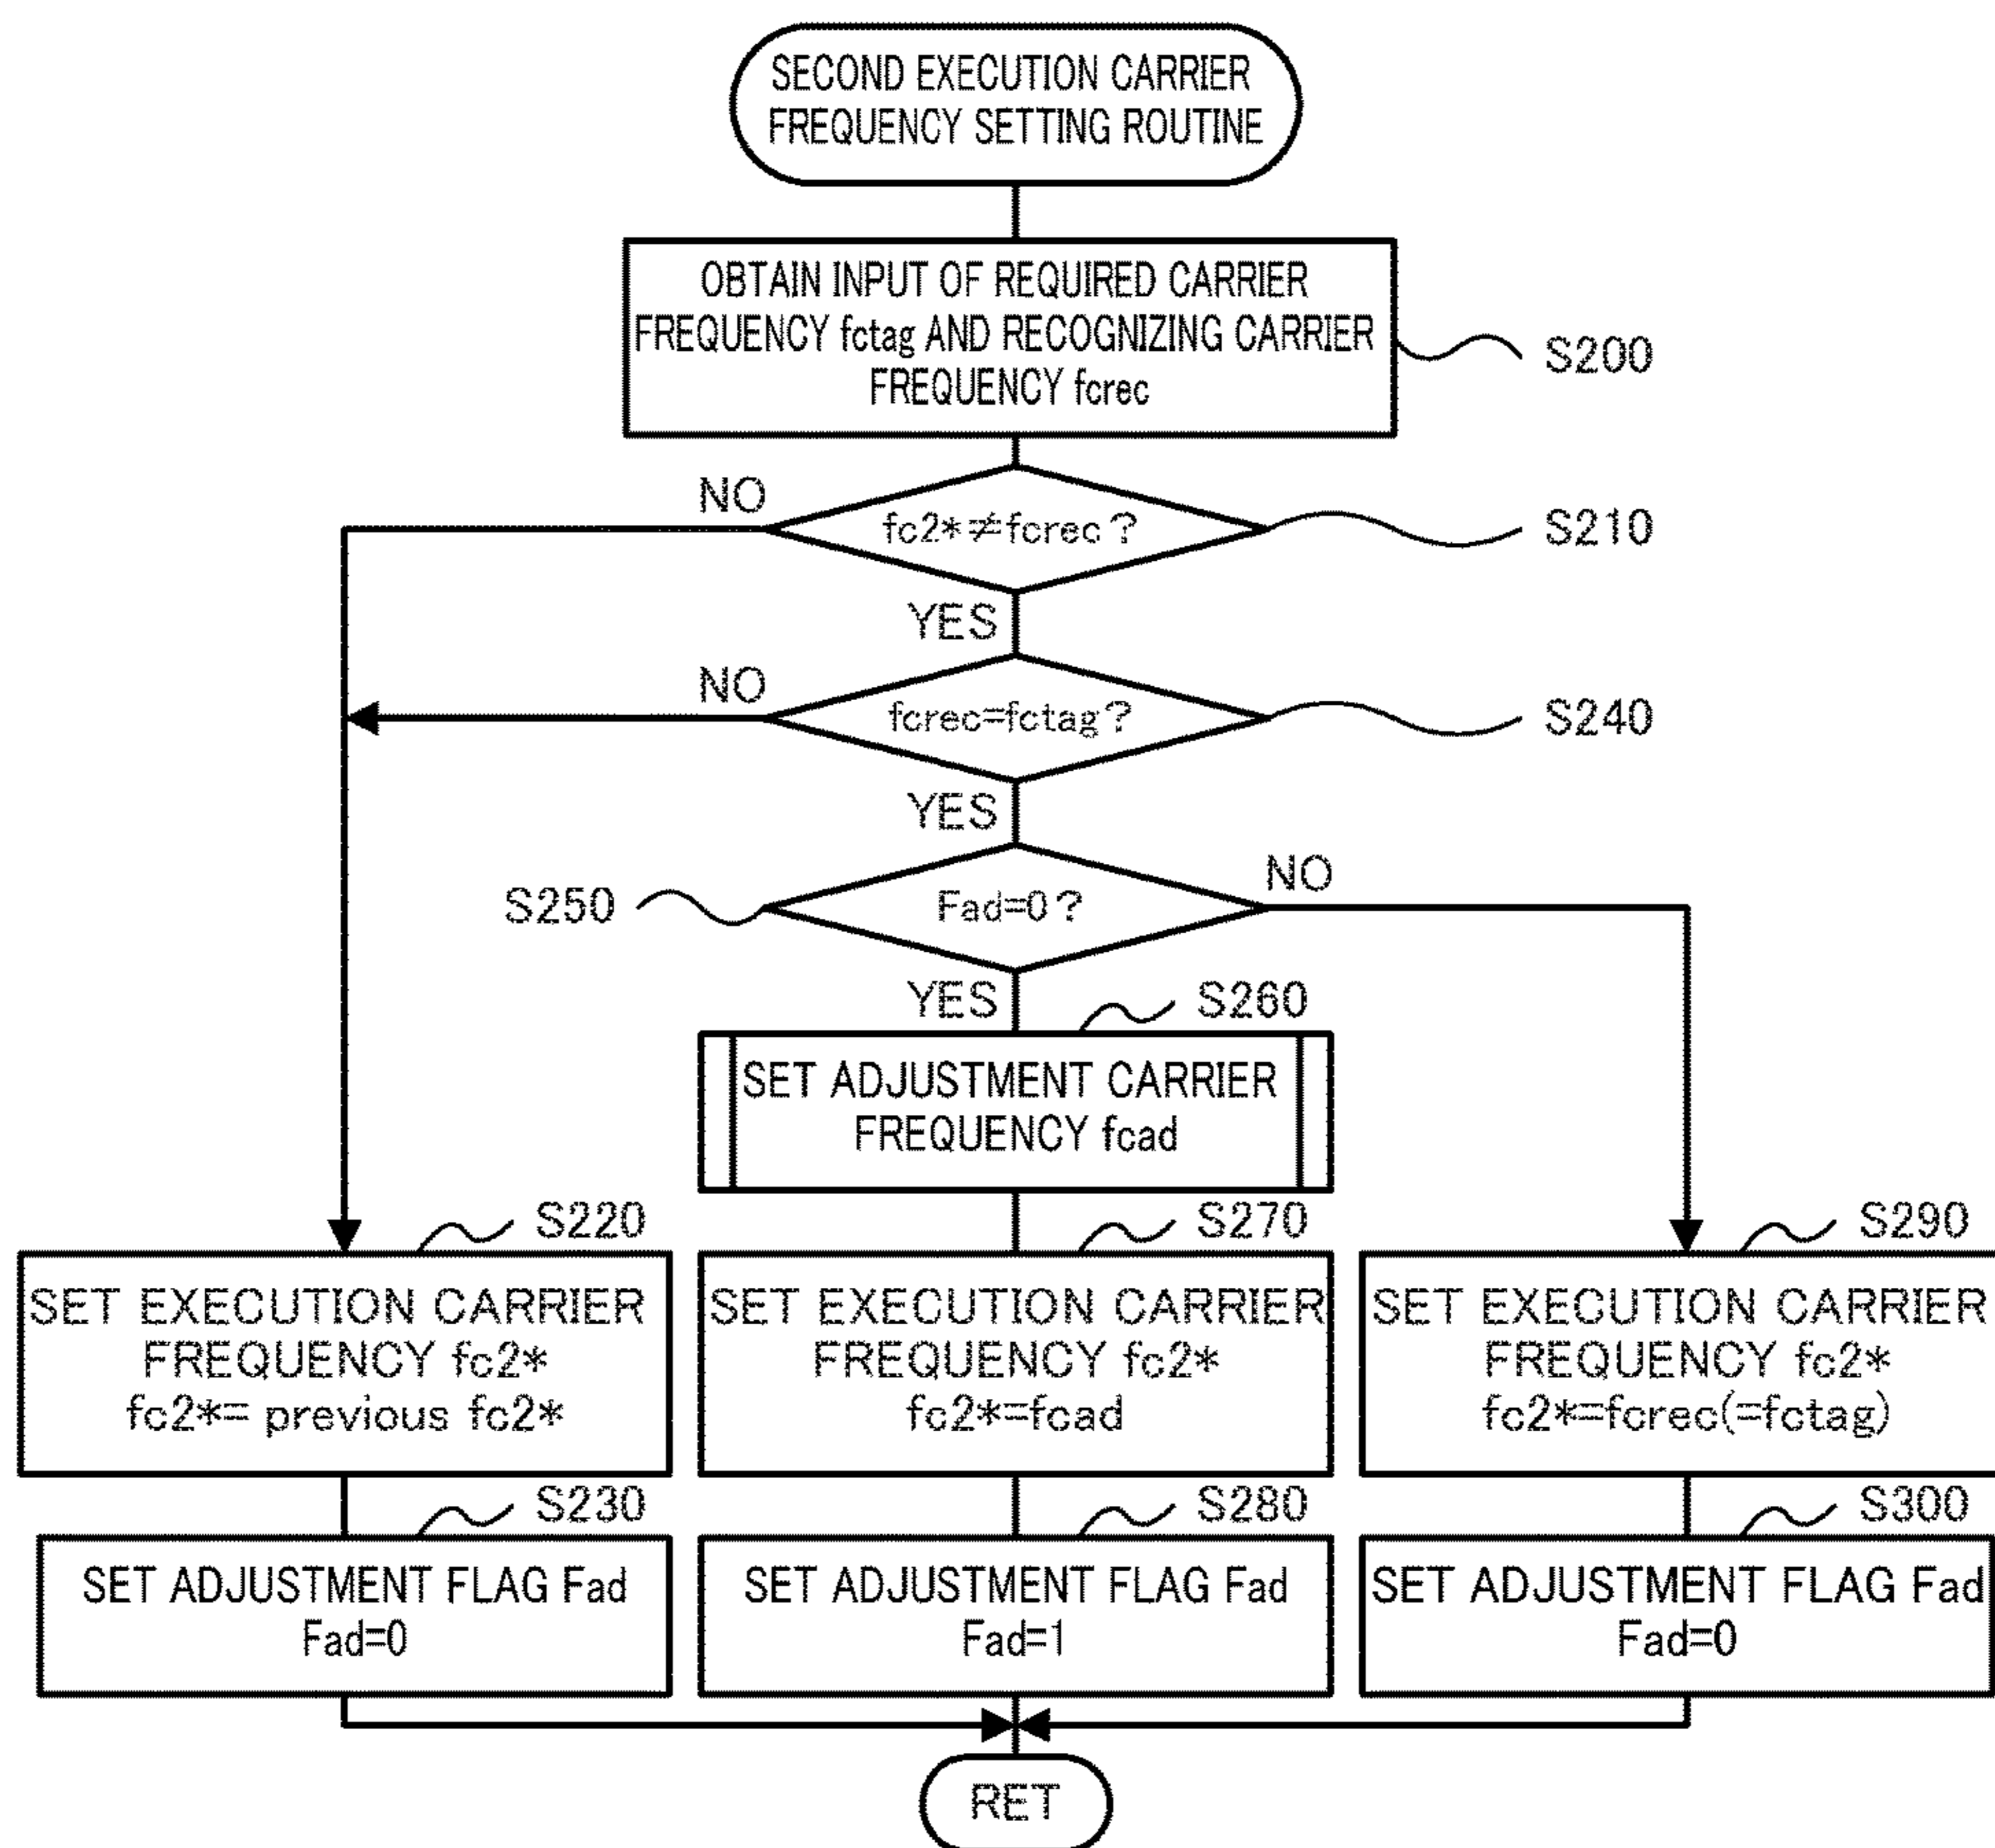 SECOND EXECUTION CARRIER
FREQUENCY SETTING ROUTINE
OBTAIN INPUT OF REQUIRED CARRIER
FREQUENCY fctag AND RECOGNIZING CARRIER
FREQUENCY fcrec
S200
NO
fc2*≠fcrec?
S210
YES
NO
fcrec=fctag?
S240
YES
S250
Fad=0?
NO
YES
S260
SET ADJUSTMENT CARRIER
FREQUENCY fcad
S220
SET EXECUTION CARRIER
FREQUENCY fc2*
fc2*= previous fc2*
S270
SET EXECUTION CARRIER
FREQUENCY fc2*
fc2*=fcad
S290
SET EXECUTION CARRIER
FREQUENCY fc2*
fc2*=fcrec(=fctag)
S230
SET ADJUSTMENT FLAG Fad
Fad=0
S280
SET ADJUSTMENT FLAG Fad
Fad=1
S300
SET ADJUSTMENT FLAG Fad
Fad=0
RET